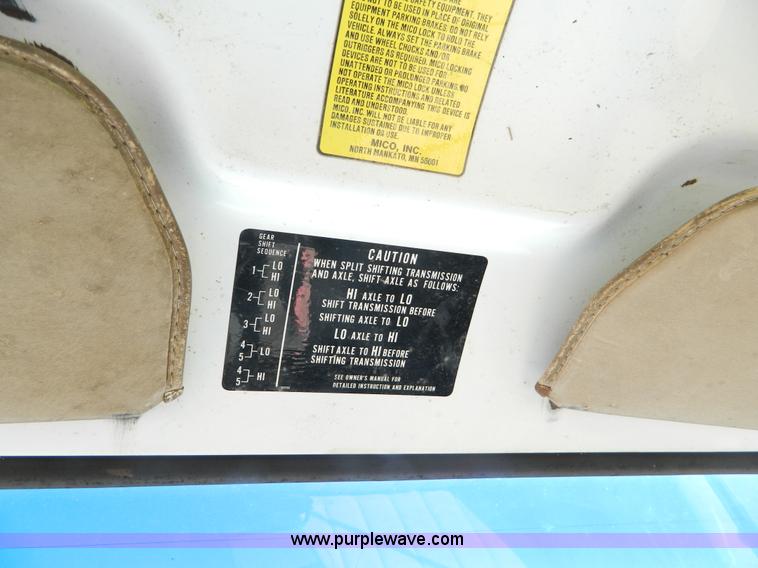 SAFETY EQUIPMENT. THEY
NOT TO BE USED IN PLACE OF ORIGINAL
EQUIPMENT PARKING BRAKES. DO NOT RELY
SOLELY ON THE MICO LOCK TO HOLD THE
VEHICLE. ALWAYS SET THE PARKING BRAKE
AND USE WHEEL CHOCKS AND/OR
OUTRIGGERS AS REQUIRED. MICO LOCKING
DEVICES ARE NOT TO BE USED FOR
UNATTENDED OR PROLONGED PARKING. DO
NOT OPERATE THE MICO LOCK UNLESS
OPERATING INSTRUCTIONS AND RELATED
LITERATURE ACCOMPANYING THIS DEVICE IS
READ AND UNDERSTOOD.
MICO, INC. WILL NOT BE LIABLE FOR ANY
DAMAGES SUSTAINED DUE TO IMPROPER
INSTALLATION OR USE.
MICO, INC.
NORTH MANKATO, MN 56001
GEAR
SHIFT
SEQUENCE
1 LO
HI
2 LO
HI
3 LO
HI
4
5 LO
4
5 HI
CAUTION
WHEN SPLIT SHIFTING TRANSMISSION
AND AXLE, SHIFT AXLE AS FOLLOWS:
HI AXLE TO LO
SHIFT TRANSMISSION BEFORE
SHIFTING AXLE TO LO
LO AXLE TO HI
SHIFT AXLE TO HI BEFORE
SHIFTING TRANSMISSION
SEE OWNER'S MANUAL FOR
DETAILED INSTRUCTION AND EXPLANATION
www.purplewave.com